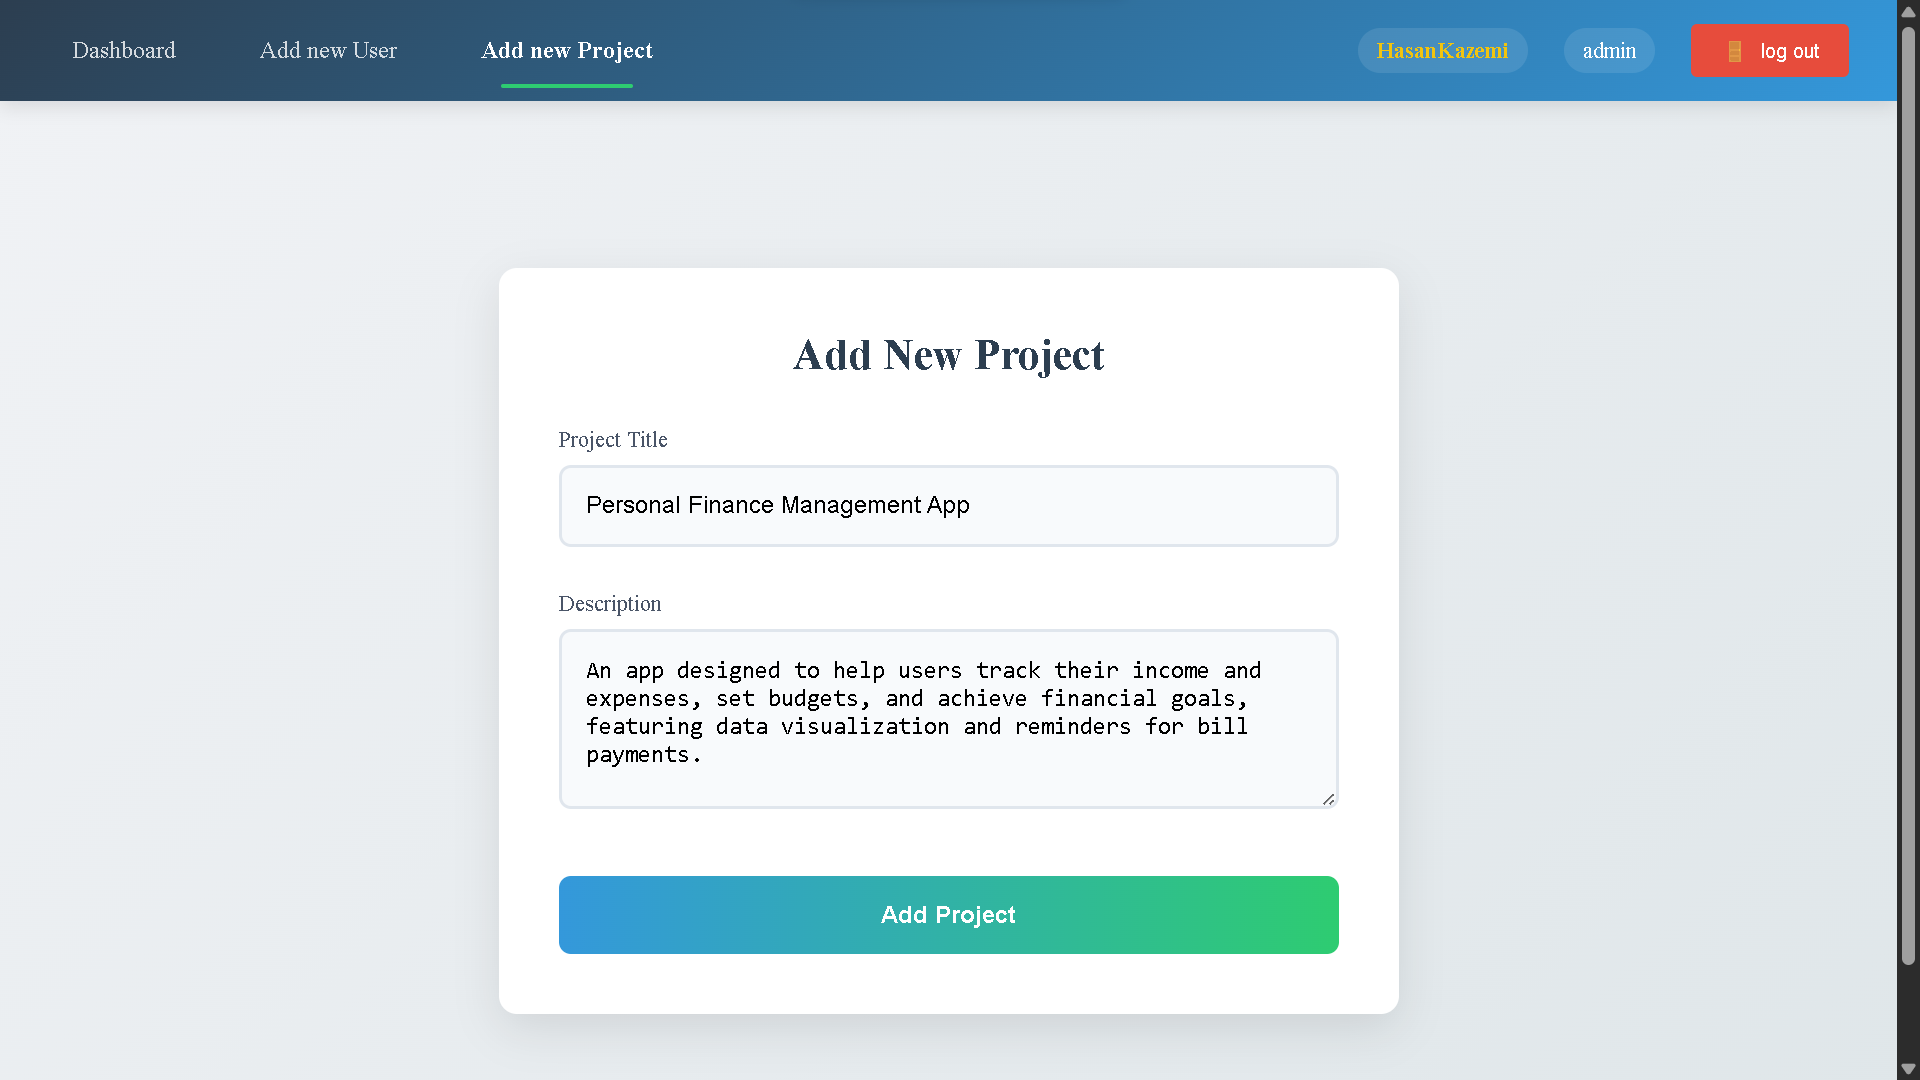 Dashboard
Add new User
Add new Project
HasanKazemi
admin
log out
Add New Project
Project Title
Personal Finance Management App
Description
An app designed to help users track their income and
expenses, set budgets, and achieve financial goals,
featuring data visualization and reminders for bill
payments.
Add Project